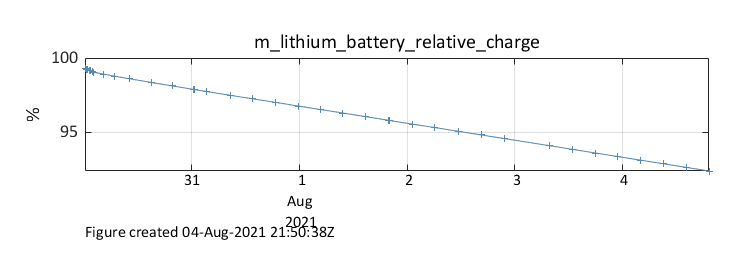 m_lithium_battery_relative_charge
100
%
95
31 1 2 3 4
Aug
2021
Figure created 04-Aug-2021 21:50:38Z